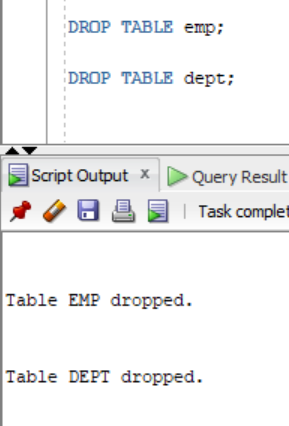 DROP TABLE emp;
DROP TABLE dept;
Script Output x Query Result
Task complet
Table EMP dropped.
Table DEPT dropped.